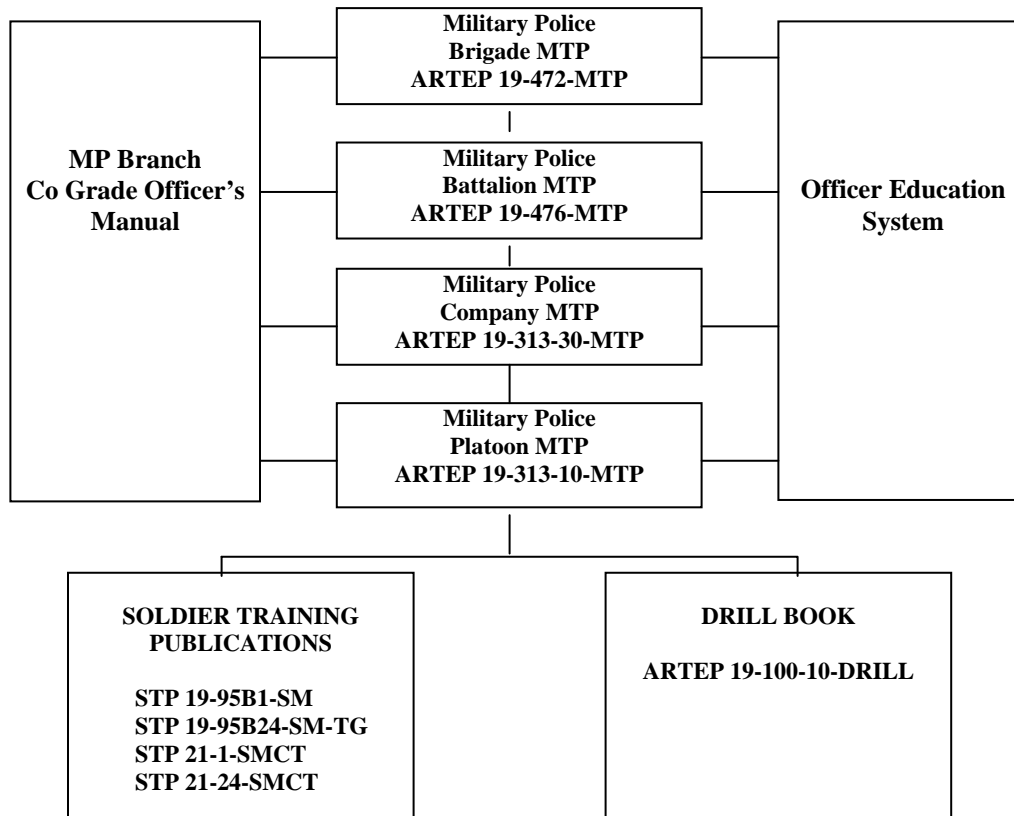 Military Police
Brigade MTP
ARTEP 19-472-MTP
MP Branch
Co Grade Officer's
Manual
Military Police
Battalion MTP
ARTEP 19-476-MTP
Officer Education
System
Military Police
Company MTP
ARTEP 19-313-30-MTP
Military Police
Platoon MTP
ARTEP 19-313-10-MTP
SOLDIER TRAINING
PUBLICATIONS
STP 19-95B1-SM
STP 19-95B24-SM-TG
STP 21-1-SMCT
STP 21-24-SMCT
DRILL BOOK
ARTEP 19-100-10-DRILL